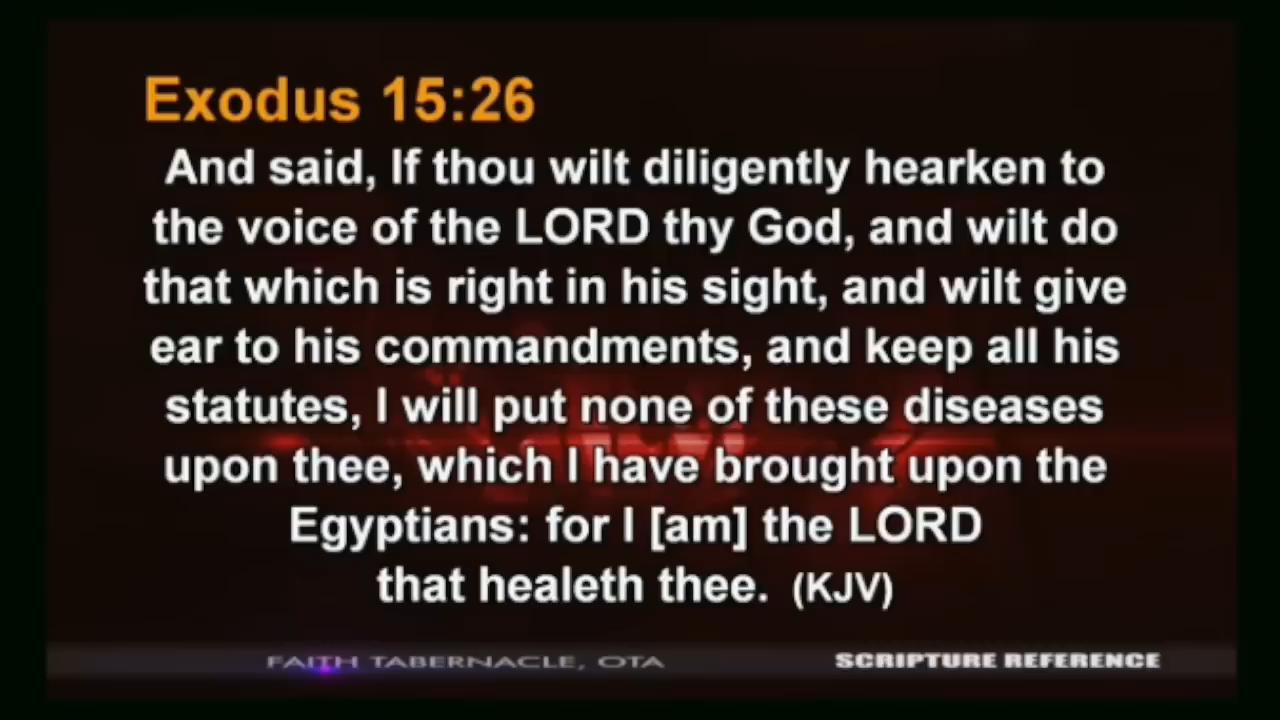 Exodus 15:26
And said, If thou wilt diligently hearken to
the voice of the LORD thy God, and wilt do
that which is right in his sight, and wilt give
ear to his commandments, and keep all his
statutes, I will put none of these diseases
upon thee, which I have brought upon the
Egyptians: for I [am] the LORD
that healeth thee. (KJV)
FAITH TABERNACLE, OTA
SCRIPTURE REFERENCE